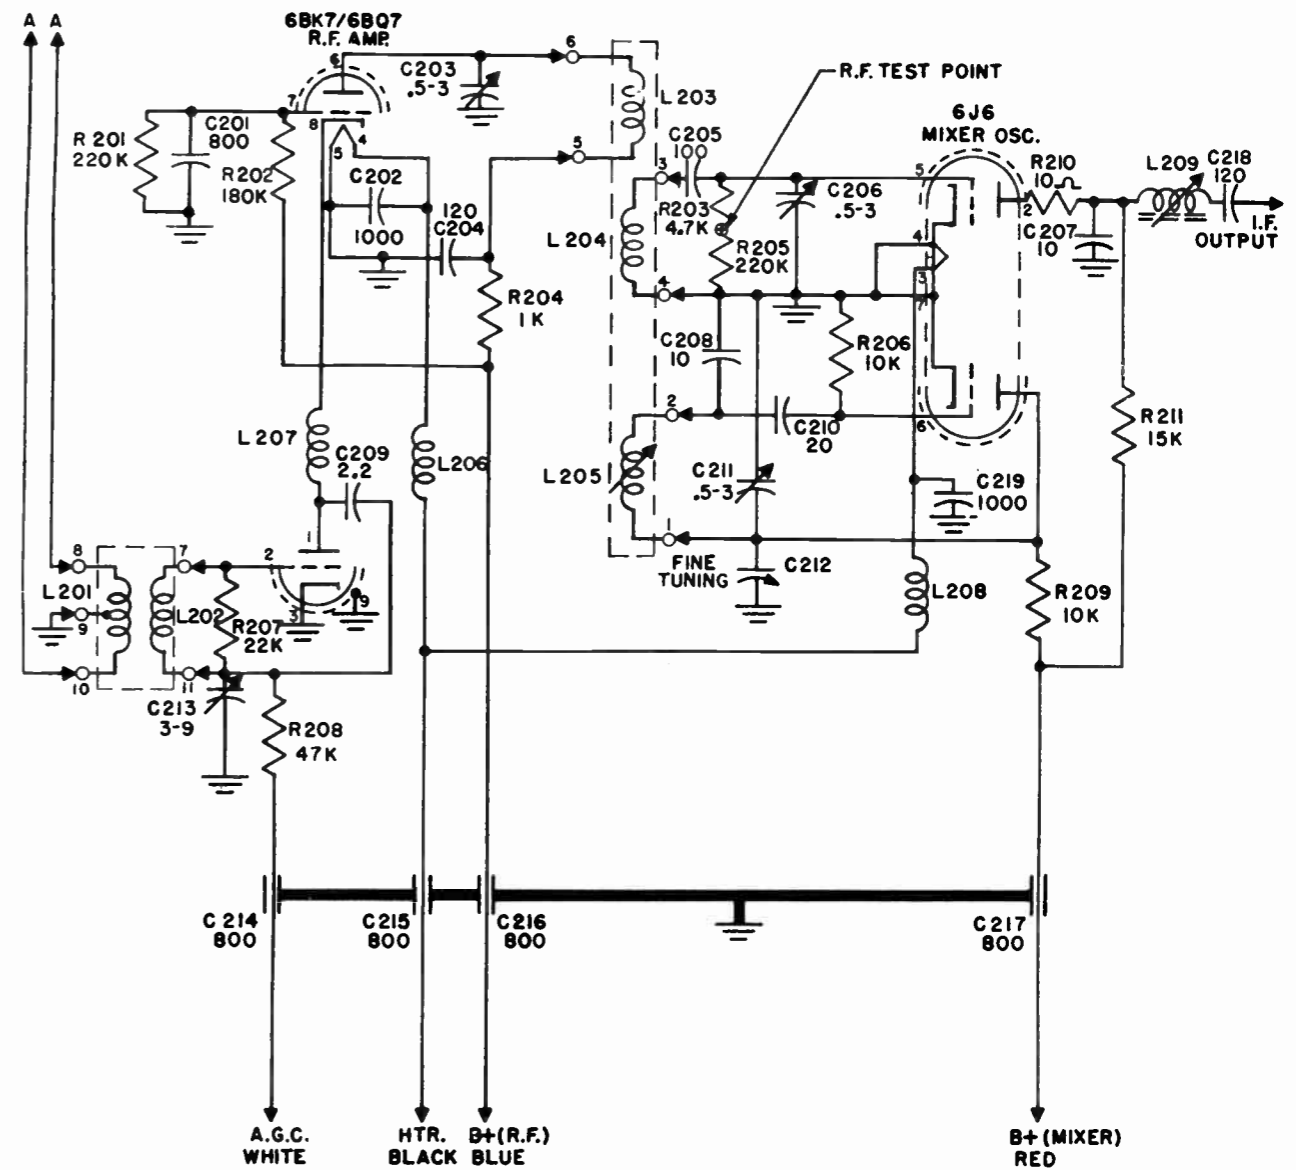 A A
6BK7/6BQ7
R.F. AMP.
6
7
8
4
5
R 201
220K
C201
800
R202
180K
C202
1000
C203
.5-3
120
C204
R204
1K
6
5
L203
R.F. TEST POINT
C205
100
3
R203
4.7K
R205
220K
C206
.5-3
L204
4
6J6
MIXER OSC.
5
4
3
7
6
2
R210
10Ω
C207
10
L209
C218
120
I.F.
OUTPUT
C208
10
R206
10K
2
C210
20
R211
15K
L205
C211
.5-3
C219
1000
1
FINE
TUNING
C212
L208
R209
10K
L207
C209
2.2
L206
1
2
3
9
8
7
L201
9
L202
R207
22K
10
11
C213
3-9
R208
47K
C214
800
C215
800
C216
800
C217
800
A.G.C.
WHITE
HTR.
BLACK
B+(R.F.)
BLUE
B+(MIXER)
RED